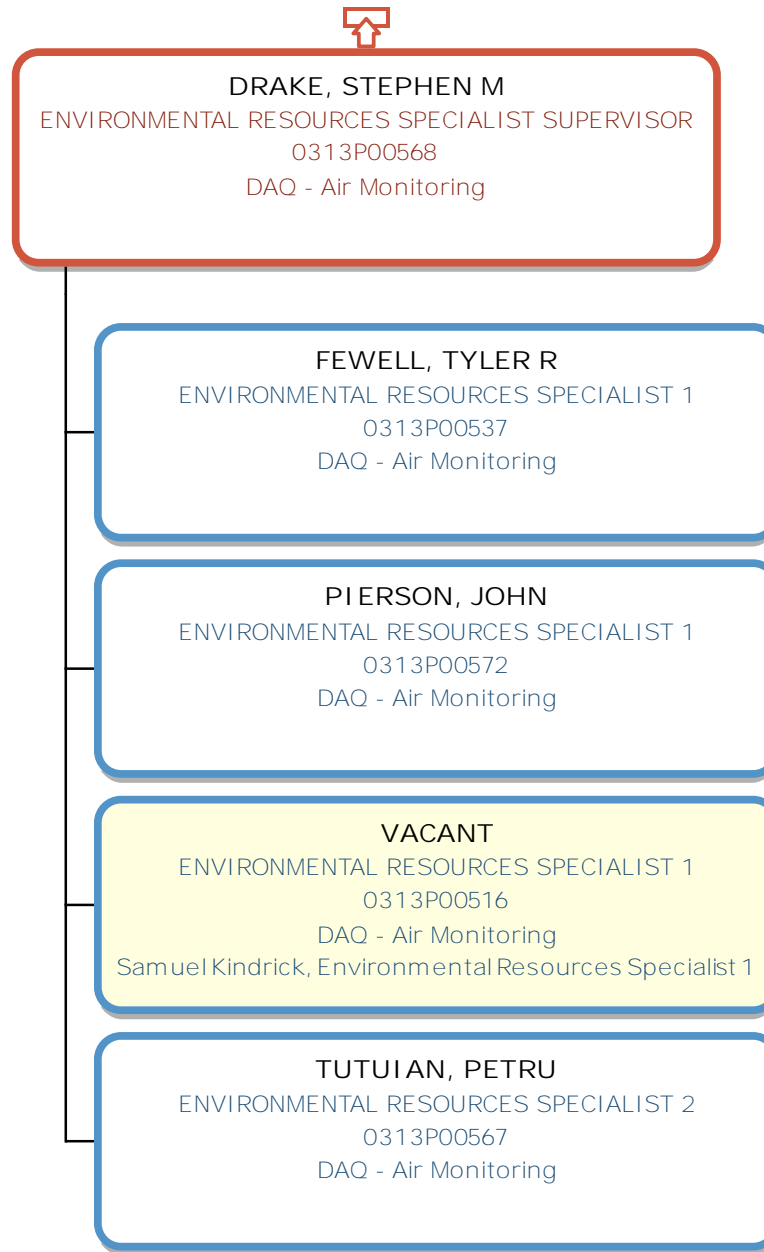 DRAKE, STEPHEN M
ENVIRONMENTAL RESOURCES SPECIALIST SUPERVISOR
0313P00568
DAQ - Air Monitoring
FEWELL, TYLER R
ENVIRONMENTAL RESOURCES SPECIALIST 1
0313P00537
DAQ - Air Monitoring
PIERSON, JOHN
ENVIRONMENTAL RESOURCES SPECIALIST 1
0313P00572
DAQ - Air Monitoring
VACANT
ENVIRONMENTAL RESOURCES SPECIALIST 1
0313P00516
DAQ - Air Monitoring
Samuel Kindrick, Environmental Resources Specialist 1
TUTUIAN, PETRU
ENVIRONMENTAL RESOURCES SPECIALIST 2
0313P00567
DAQ - Air Monitoring